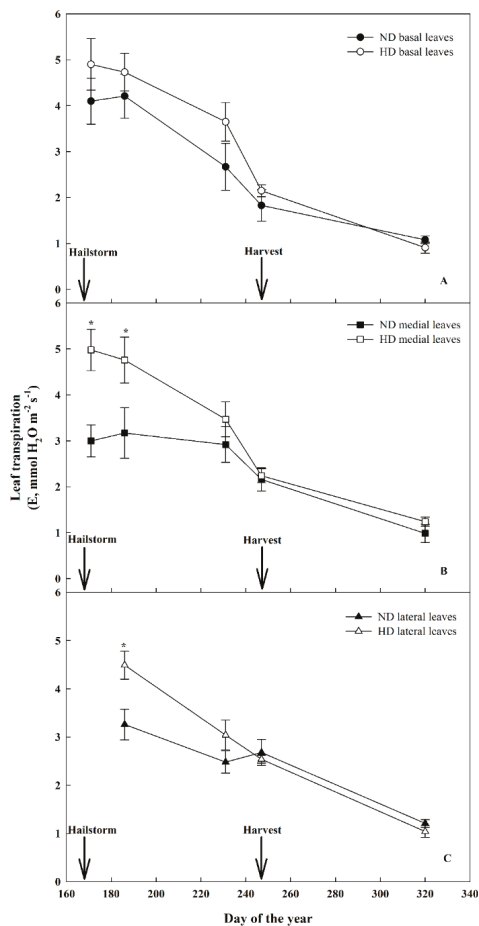 6
ND basal leaves
HD basal leaves
5
4
3
2
1
Hailstorm
Harvest
A
0
6
* *
ND medial leaves
HD medial leaves
5
4
3
2
1
Hailstorm
Harvest
B
0
Leaf transpiration
(E, mmol H₂O m⁻² s⁻¹)
6
ND lateral leaves
HD lateral leaves
*
5
4
3
2
1
Hailstorm
Harvest
C
0
160 180 200 220 240 260 280 300 320 340
Day of the year